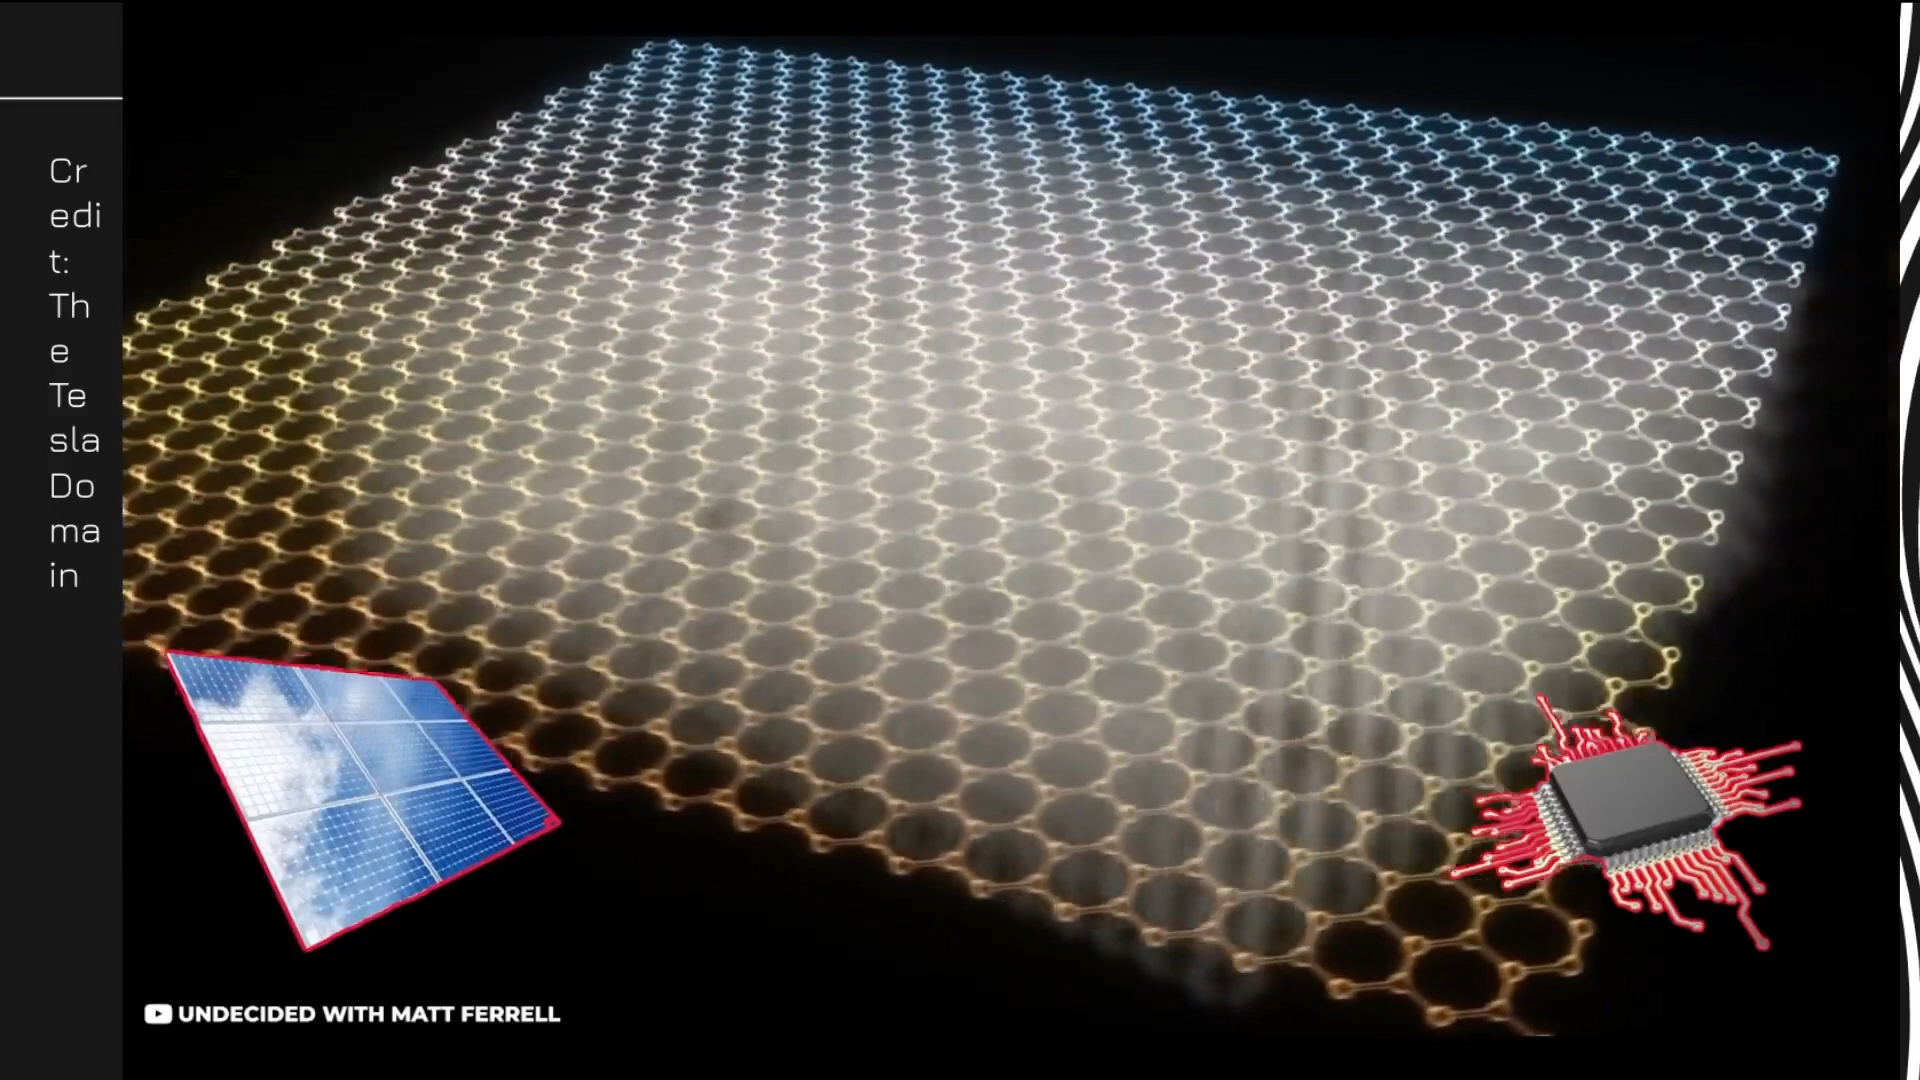 Cr
edi
t:
Th
e
Te
sla
Do
ma
in
UNDECIDED WITH MATT FERRELL